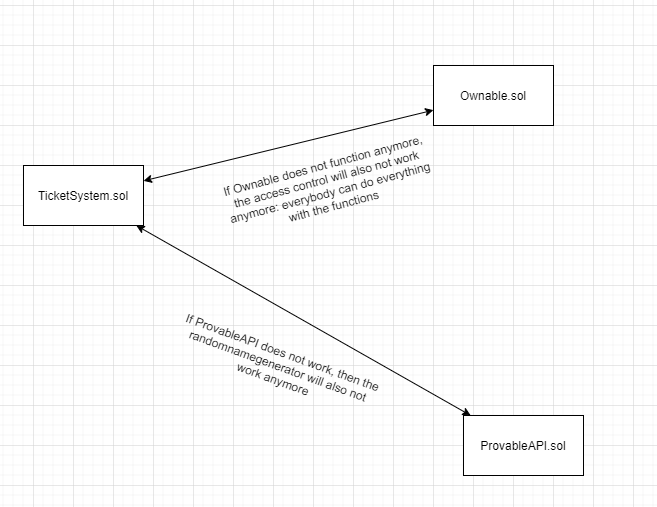 Ownable.sol
If Ownable does not function anymore,
the access control will also not work
anymore: everybody can do everything
with the functions
TicketSystem.sol
If ProvableAPI does not work, then the
randomnamegenerator will also not
work anymore
ProvableAPI.sol